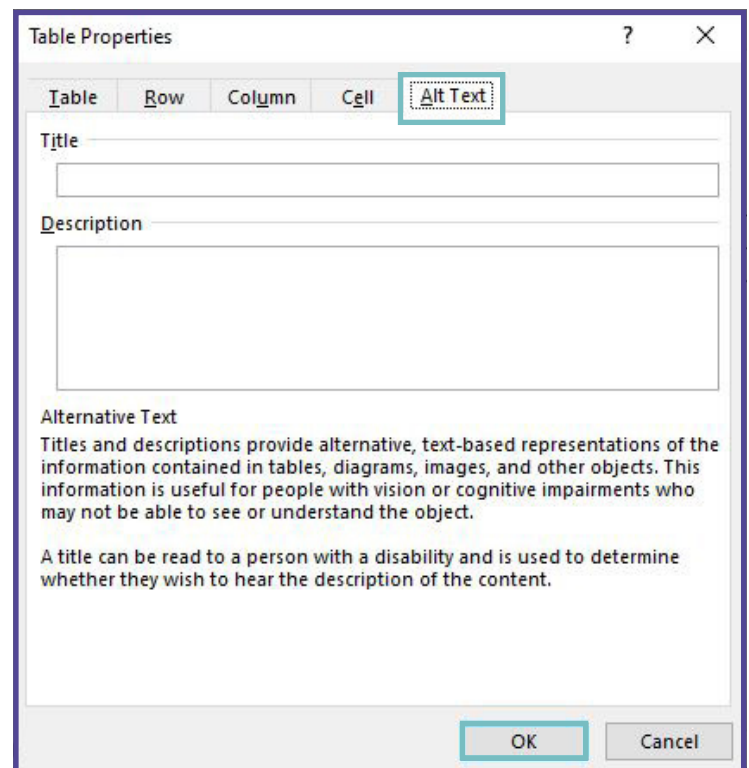 Table Properties ? ✕
Table Row Column Cell Alt Text
Title
Description
Alternative Text
Titles and descriptions provide alternative, text-based representations of the
information contained in tables, diagrams, images, and other objects. This
information is useful for people with vision or cognitive impairments who
may not be able to see or understand the object.
A title can be read to a person with a disability and is used to determine
whether they wish to hear the description of the content.
OK Cancel